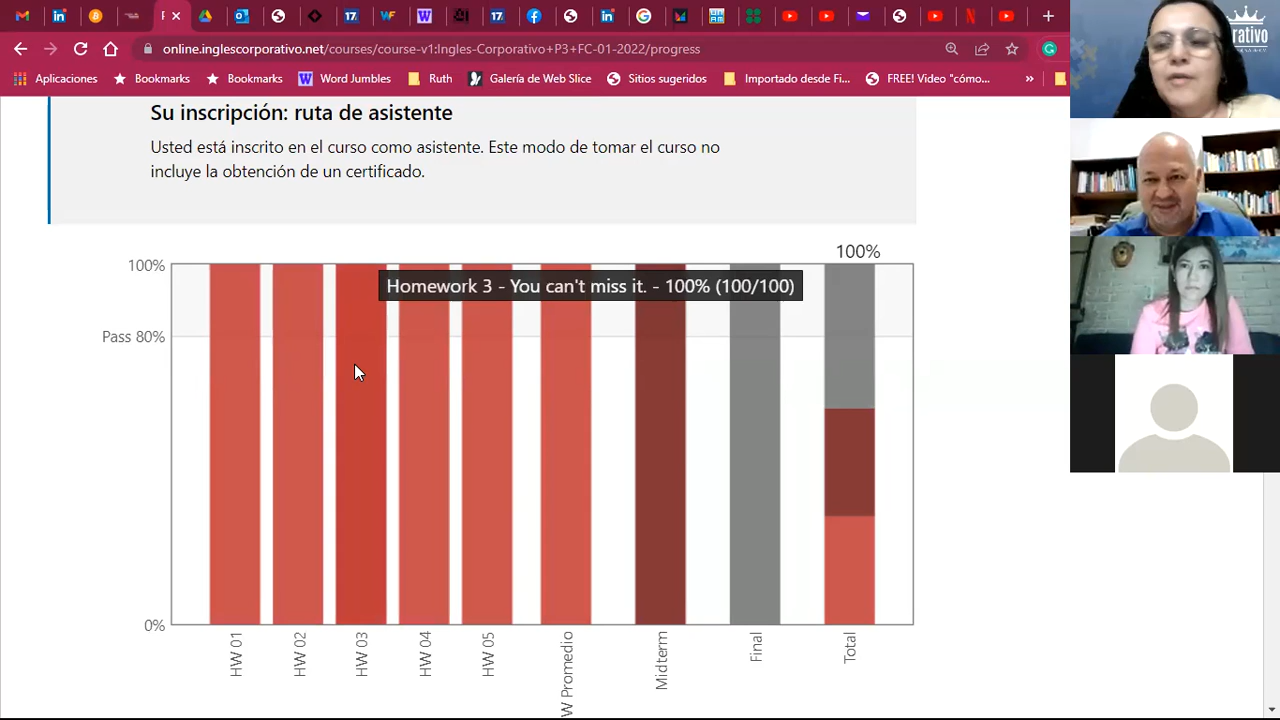 online.inglescorporativo.net/courses/course-v1:Ingles-Corporativo+P3+FC-01-2022/progress
Aplicaciones Bookmarks Bookmarks Word Jumbles Ruth Galería de Web Slice Sitios sugeridos Importado desde Fi... FREE! Video "cómo... »
rativo
Su inscripción: ruta de asistente
Usted está inscrito en el curso como asistente. Este modo de tomar el curso no
incluye la obtención de un certificado.
100%
100%
Homework 3 - You can't miss it. - 100% (100/100)
Pass 80%
0%
HW 01
HW 02
HW 03
HW 04
HW 05
W Promedio
Midterm
Final
Total